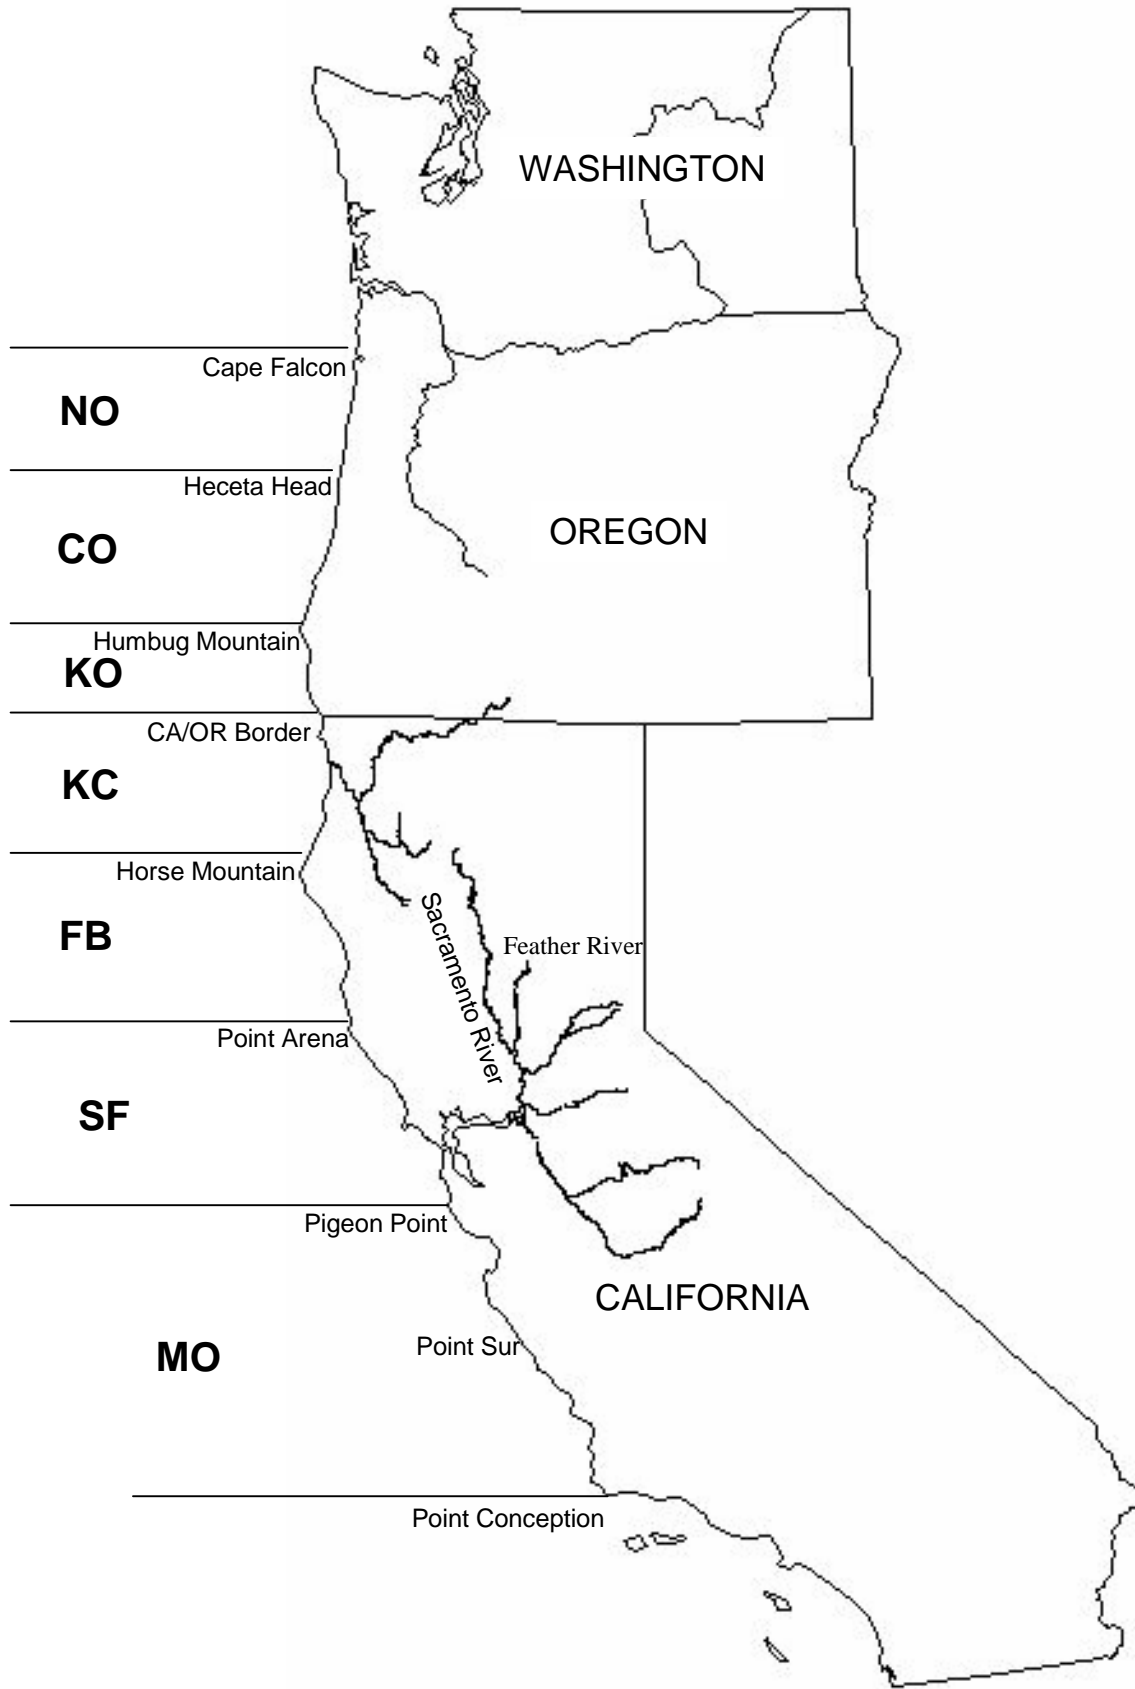 WASHINGTON
Cape Falcon
NO
Heceta Head
OREGON
CO
Humbug Mountain
KO
CA/OR Border
KC
Horse Mountain
Sacramento River
FB
Feather River
Point Arena
SF
Pigeon Point
CALIFORNIA
Point Sur
MO
Point Conception